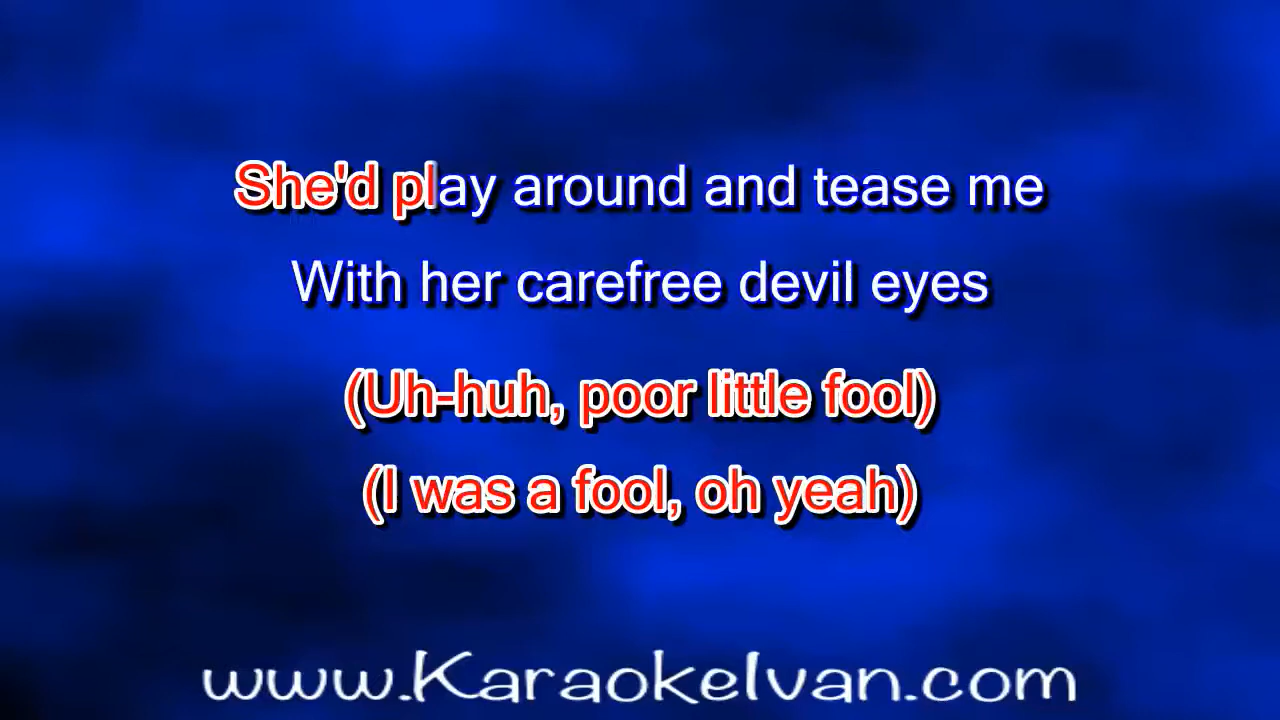 She'd play around and tease me
With her carefree devil eyes
(Uh-huh, poor little fool)
(I was a fool, oh yeah)
www.KaraokeIvan.com